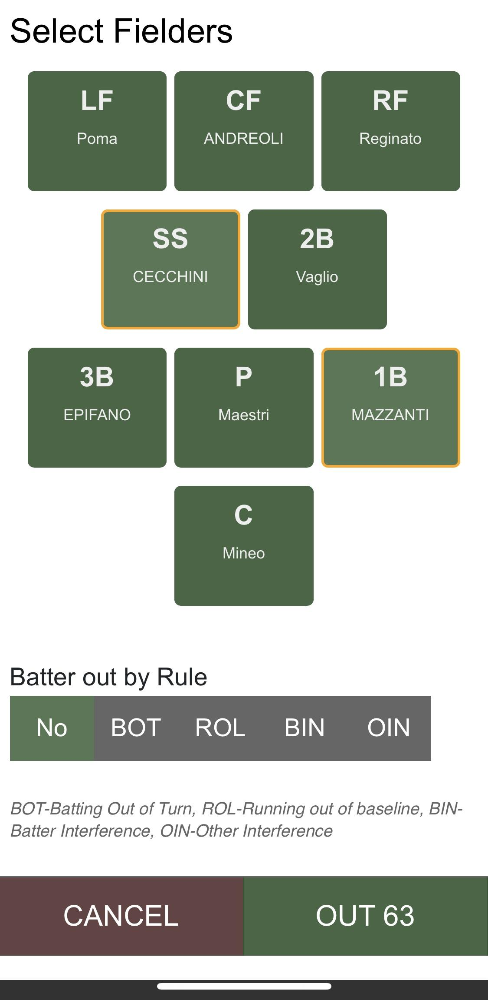 Select Fielders
LF CF RF
Poma ANDREOLI Reginato
SS 2B
CECCHINI Vaglio
3B P 1B
EPIFANO Maestri MAZZANTI
C
Mineo
Batter out by Rule
No BOT ROL BIN OIN
BOT-Batting Out of Turn, ROL-Running out of baseline, BIN-
Batter Interference, OIN-Other Interference
CANCEL OUT 63